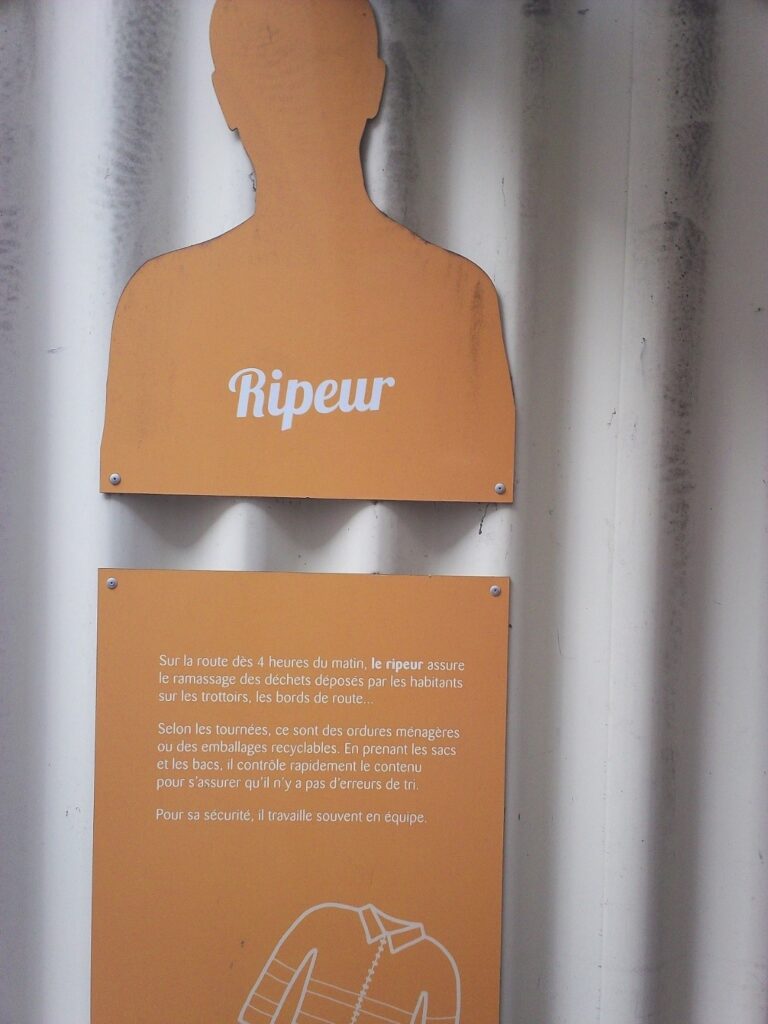 Ripeur
Sur la route dès 4 heures du matin, le ripeur assure
le ramassage des déchets déposés par les habitants
sur les trottoirs, les bords de route...
Selon les tournées, ce sont des ordures ménagères
ou des emballages recyclables. En prenant les sacs
et les bacs, il contrôle rapidement le contenu
pour s'assurer qu'il n'y a pas d'erreurs de tri.
Pour sa sécurité, il travaille souvent en équipe.